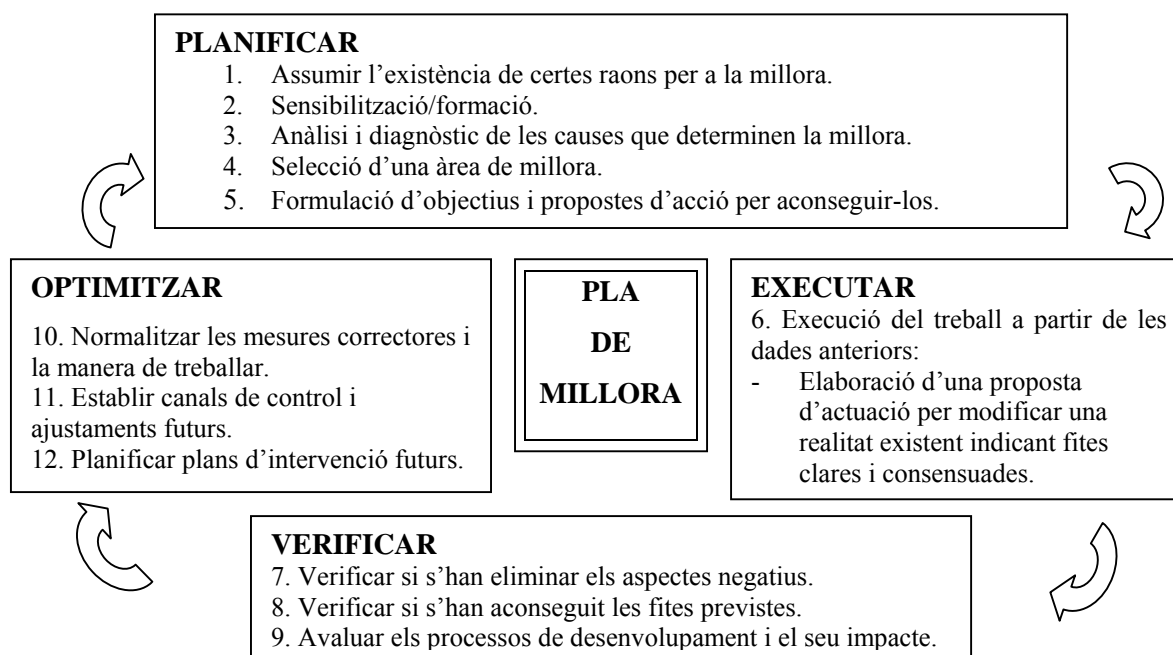 PLANIFICAR
1. Assumir l’existència de certes raons per a la millora.
2. Sensibilització/formació.
3. Anàlisi i diagnòstic de les causes que determinen la millora.
4. Selecció d’una àrea de millora.
5. Formulació d’objectius i propostes d’acció per aconseguir-los.
OPTIMITZAR
10. Normalitzar les mesures correctores i
la manera de treballar.
11. Establir canals de control i
ajustaments futurs.
12. Planificar plans d’intervenció futurs.
PLA
DE
MILLORA
EXECUTAR
6. Execució del treball a partir de les
dades anteriors:
- Elaboració d’una proposta
d’actuació per modificar una
realitat existent indicant fites
clares i consensuades.
VERIFICAR
7. Verificar si s’han eliminar els aspectes negatius.
8. Verificar si s’han aconseguit les fites previstes.
9. Avaluar els processos de desenvolupament i el seu impacte.